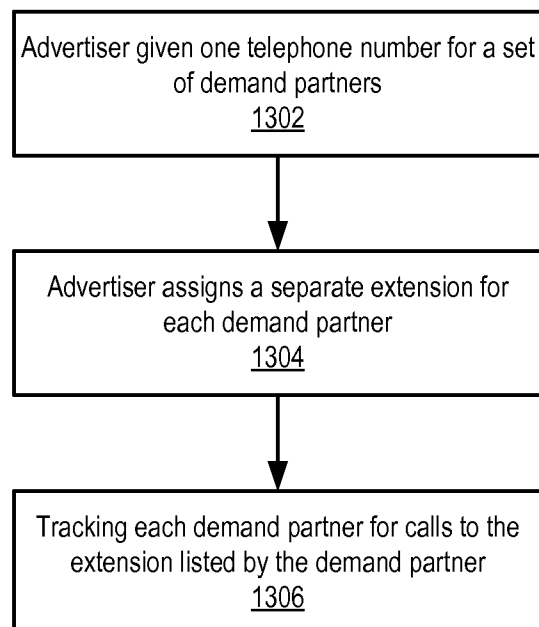 Advertiser given one telephone number for a set
of demand partners
1302
Advertiser assigns a separate extension for
each demand partner
1304
Tracking each demand partner for calls to the
extension listed by the demand partner
1306